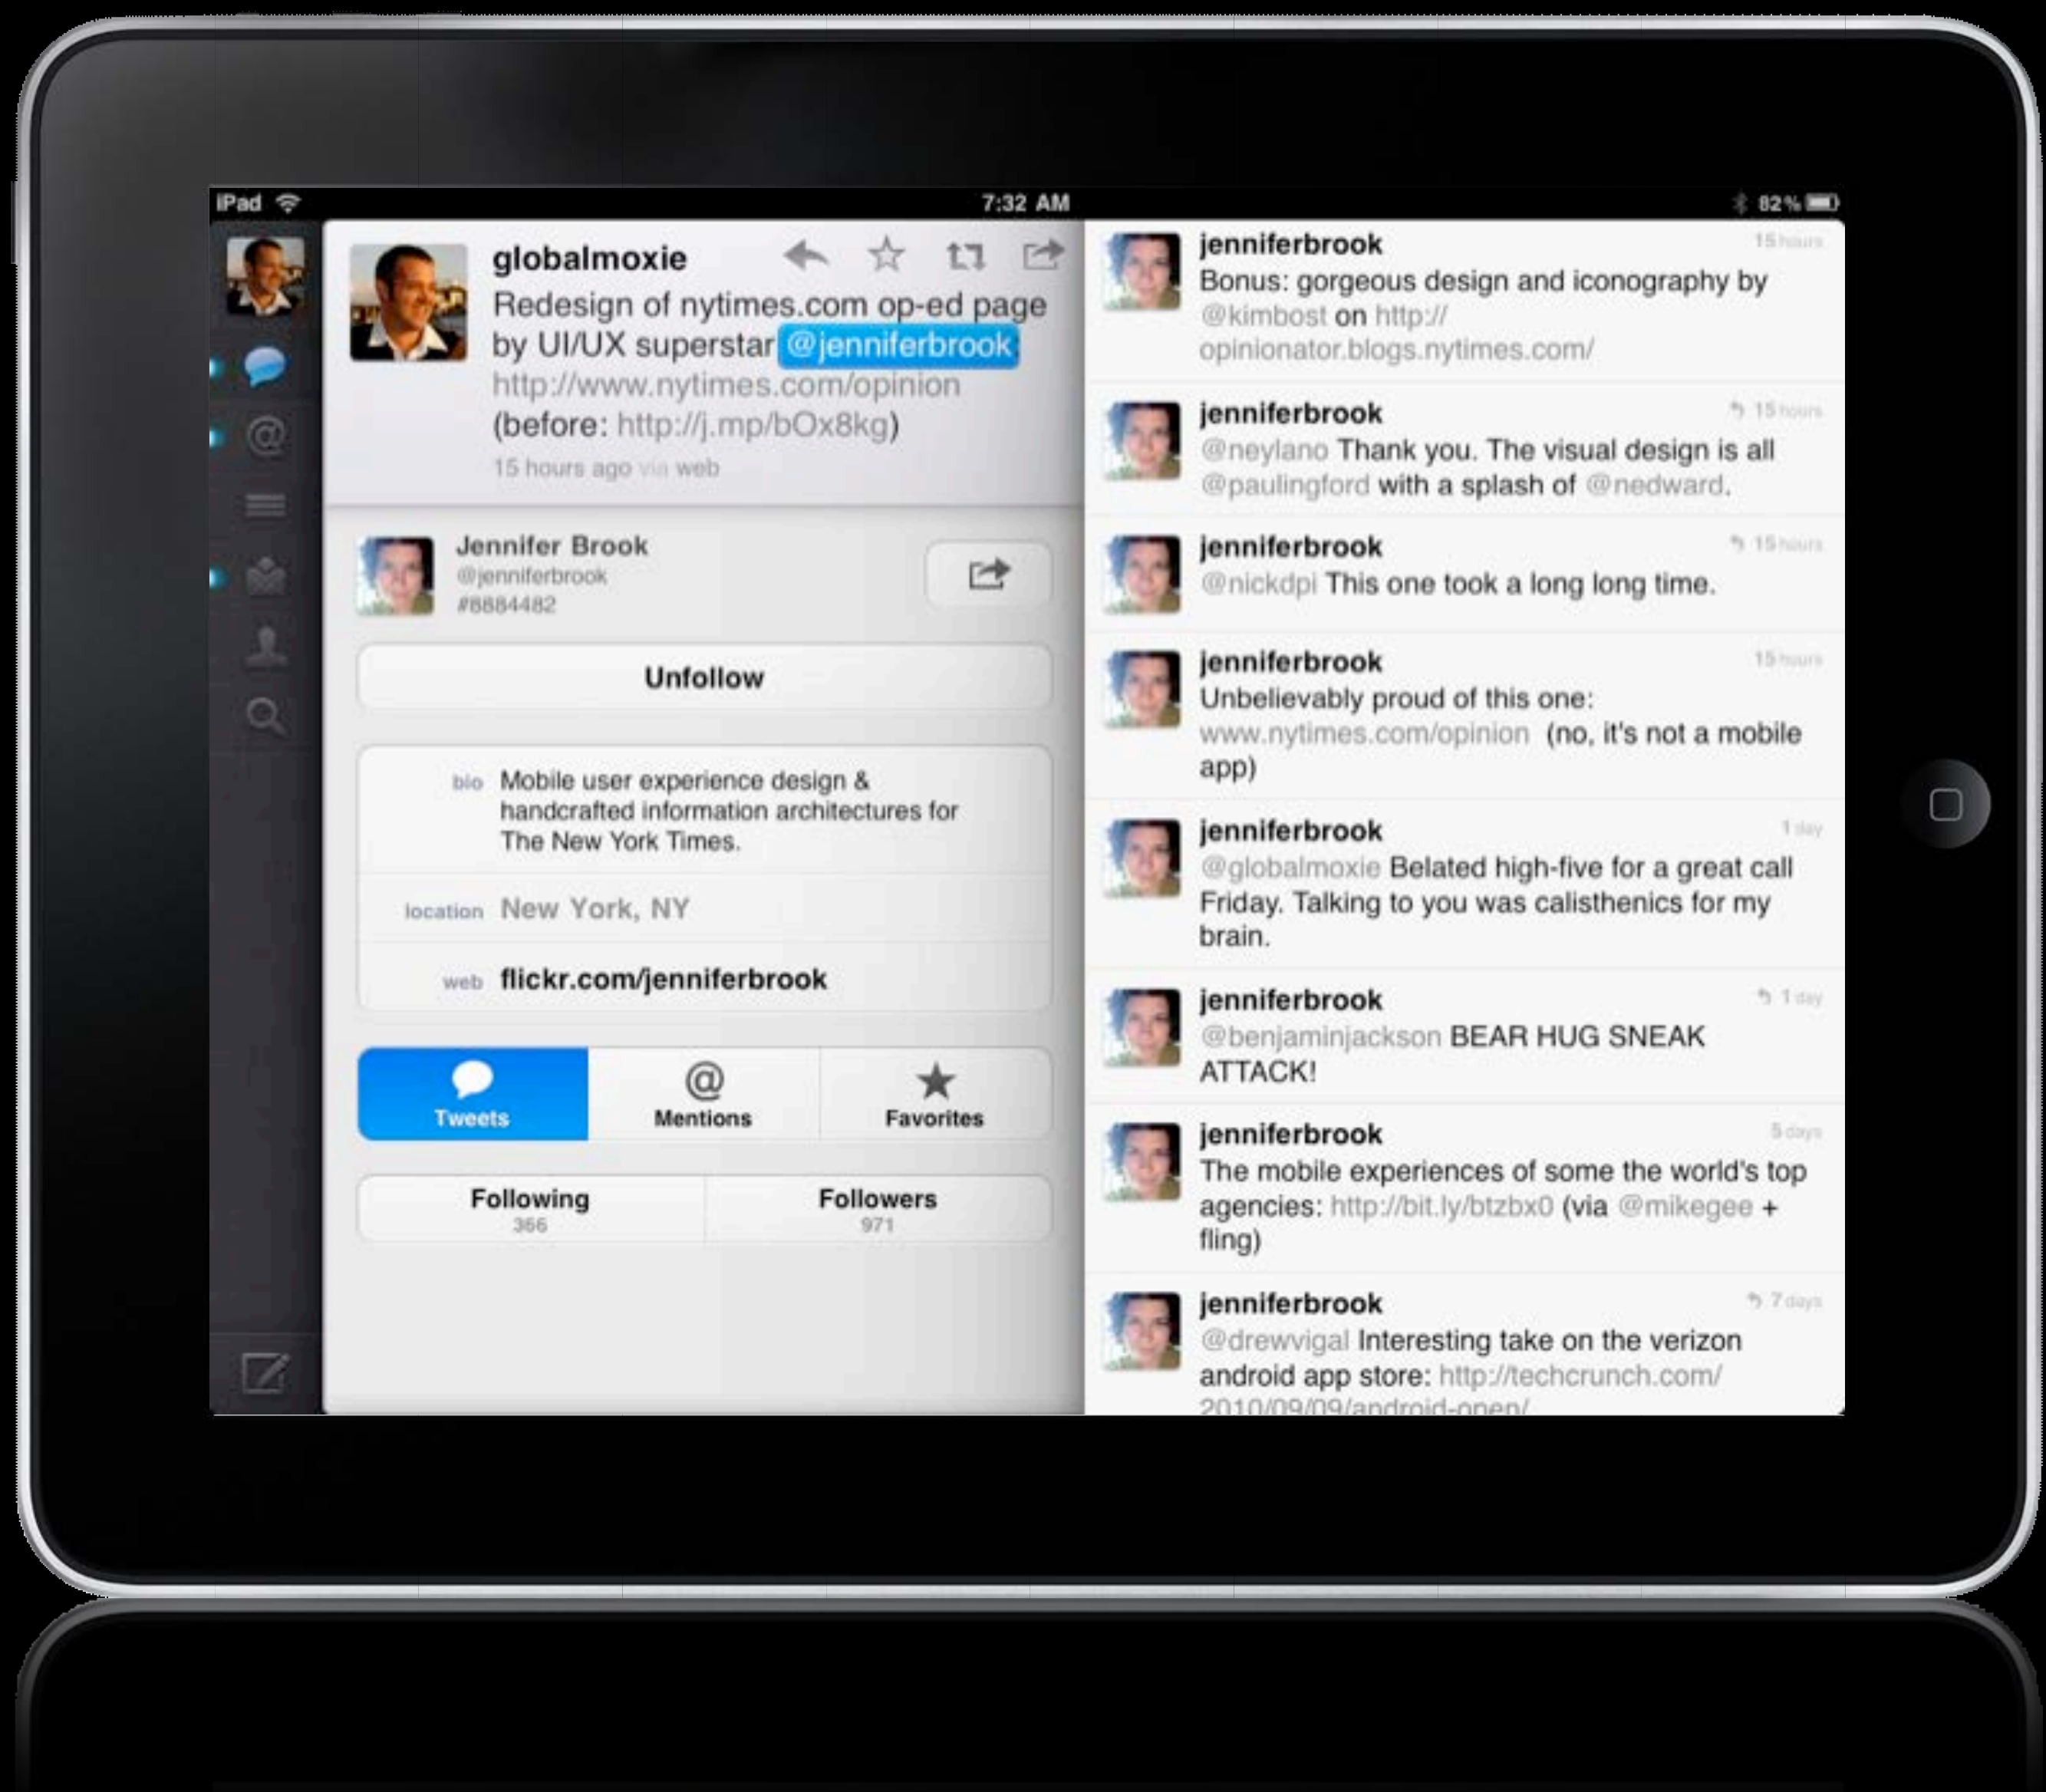 iPad
7:32 AM
82%
globalmoxie
Redesign of nytimes.com op-ed page
by UI/UX superstar @jenniferbrook
http://www.nytimes.com/opinion
(before: http://j.mp/bOx8kg)
15 hours ago via web
Jennifer Brook
@jenniferbrook
#8884482
Unfollow
bio Mobile user experience design &
handcrafted information architectures for
The New York Times.
location New York, NY
web flickr.com/jenniferbrook
Tweets
@
Mentions
Favorites
Following
366
Followers
971
jenniferbrook 15 hours
Bonus: gorgeous design and iconography by
@kimbost on http://
opinionator.blogs.nytimes.com/
jenniferbrook 15 hours
@neylano Thank you. The visual design is all
@paulingford with a splash of @nedward.
jenniferbrook 15 hours
@nickdpi This one took a long long time.
jenniferbrook 15 hours
Unbelievably proud of this one:
www.nytimes.com/opinion (no, it's not a mobile
app)
jenniferbrook 1 day
@globalmoxie Belated high-five for a great call
Friday. Talking to you was calisthenics for my
brain.
jenniferbrook 1 day
@benjaminjackson BEAR HUG SNEAK
ATTACK!
jenniferbrook 5 days
The mobile experiences of some the world's top
agencies: http://bit.ly/btzbx0 (via @mikegee +
fling)
jenniferbrook 7 days
@drewvigal Interesting take on the verizon
android app store: http://techcrunch.com/
2010/09/09/android-open/